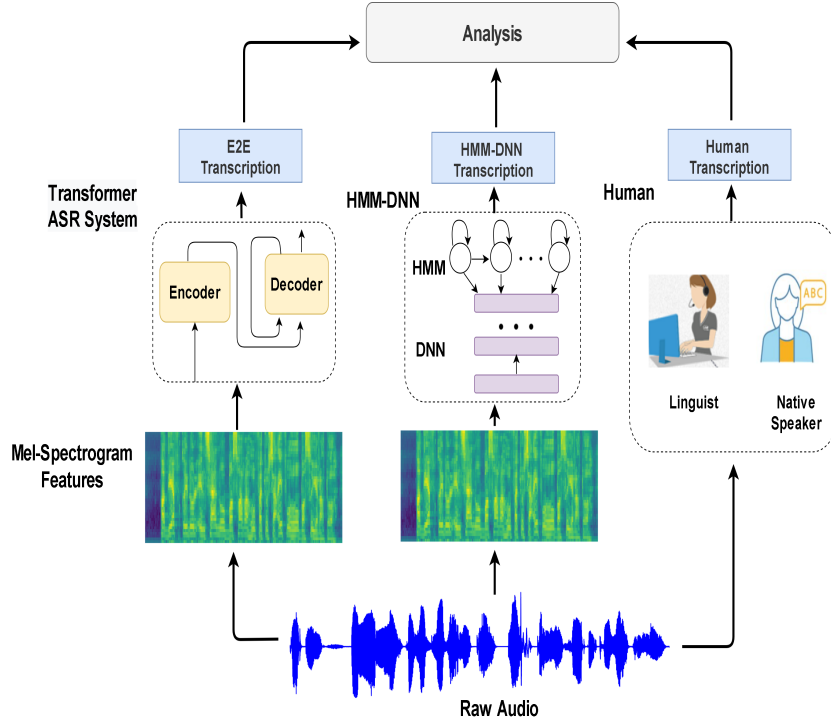 Analysis
E2E
Transcription
HMM-DNN
Transcription
Human
Transcription
Transformer
ASR System
HMM-DNN
Human
Encoder
Decoder
HMM
DNN
ABC
Linguist
Native
Speaker
Mel-Spectrogram
Features
Raw Audio